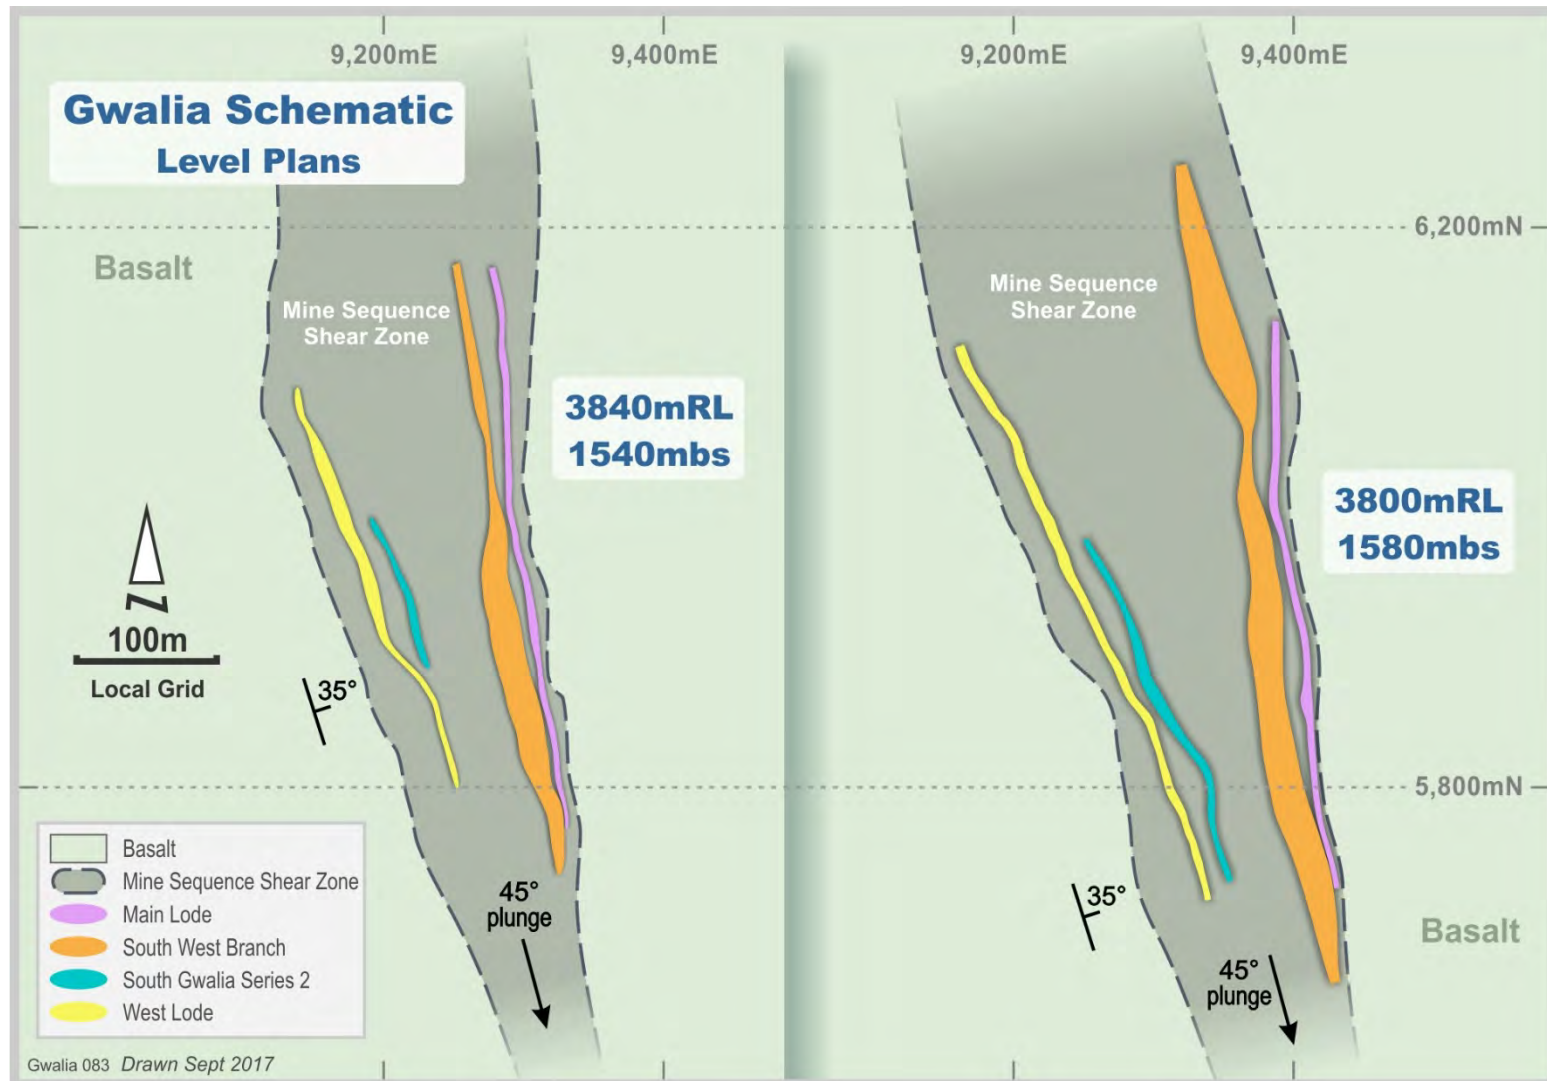 9,200mE
9,400mE
9,200mE
9,400mE
Gwalia Schematic
Level Plans
6,200mN
Basalt
Mine Sequence
Shear Zone
Mine Sequence
Shear Zone
3840mRL
1540mbs
3800mRL
1580mbs
N
100m
Local Grid
35°
5,800mN
Basalt
Mine Sequence Shear Zone
Main Lode
South West Branch
South Gwalia Series 2
West Lode
45°
plunge
35°
Basalt
45°
plunge
Gwalia 083 Drawn Sept 2017